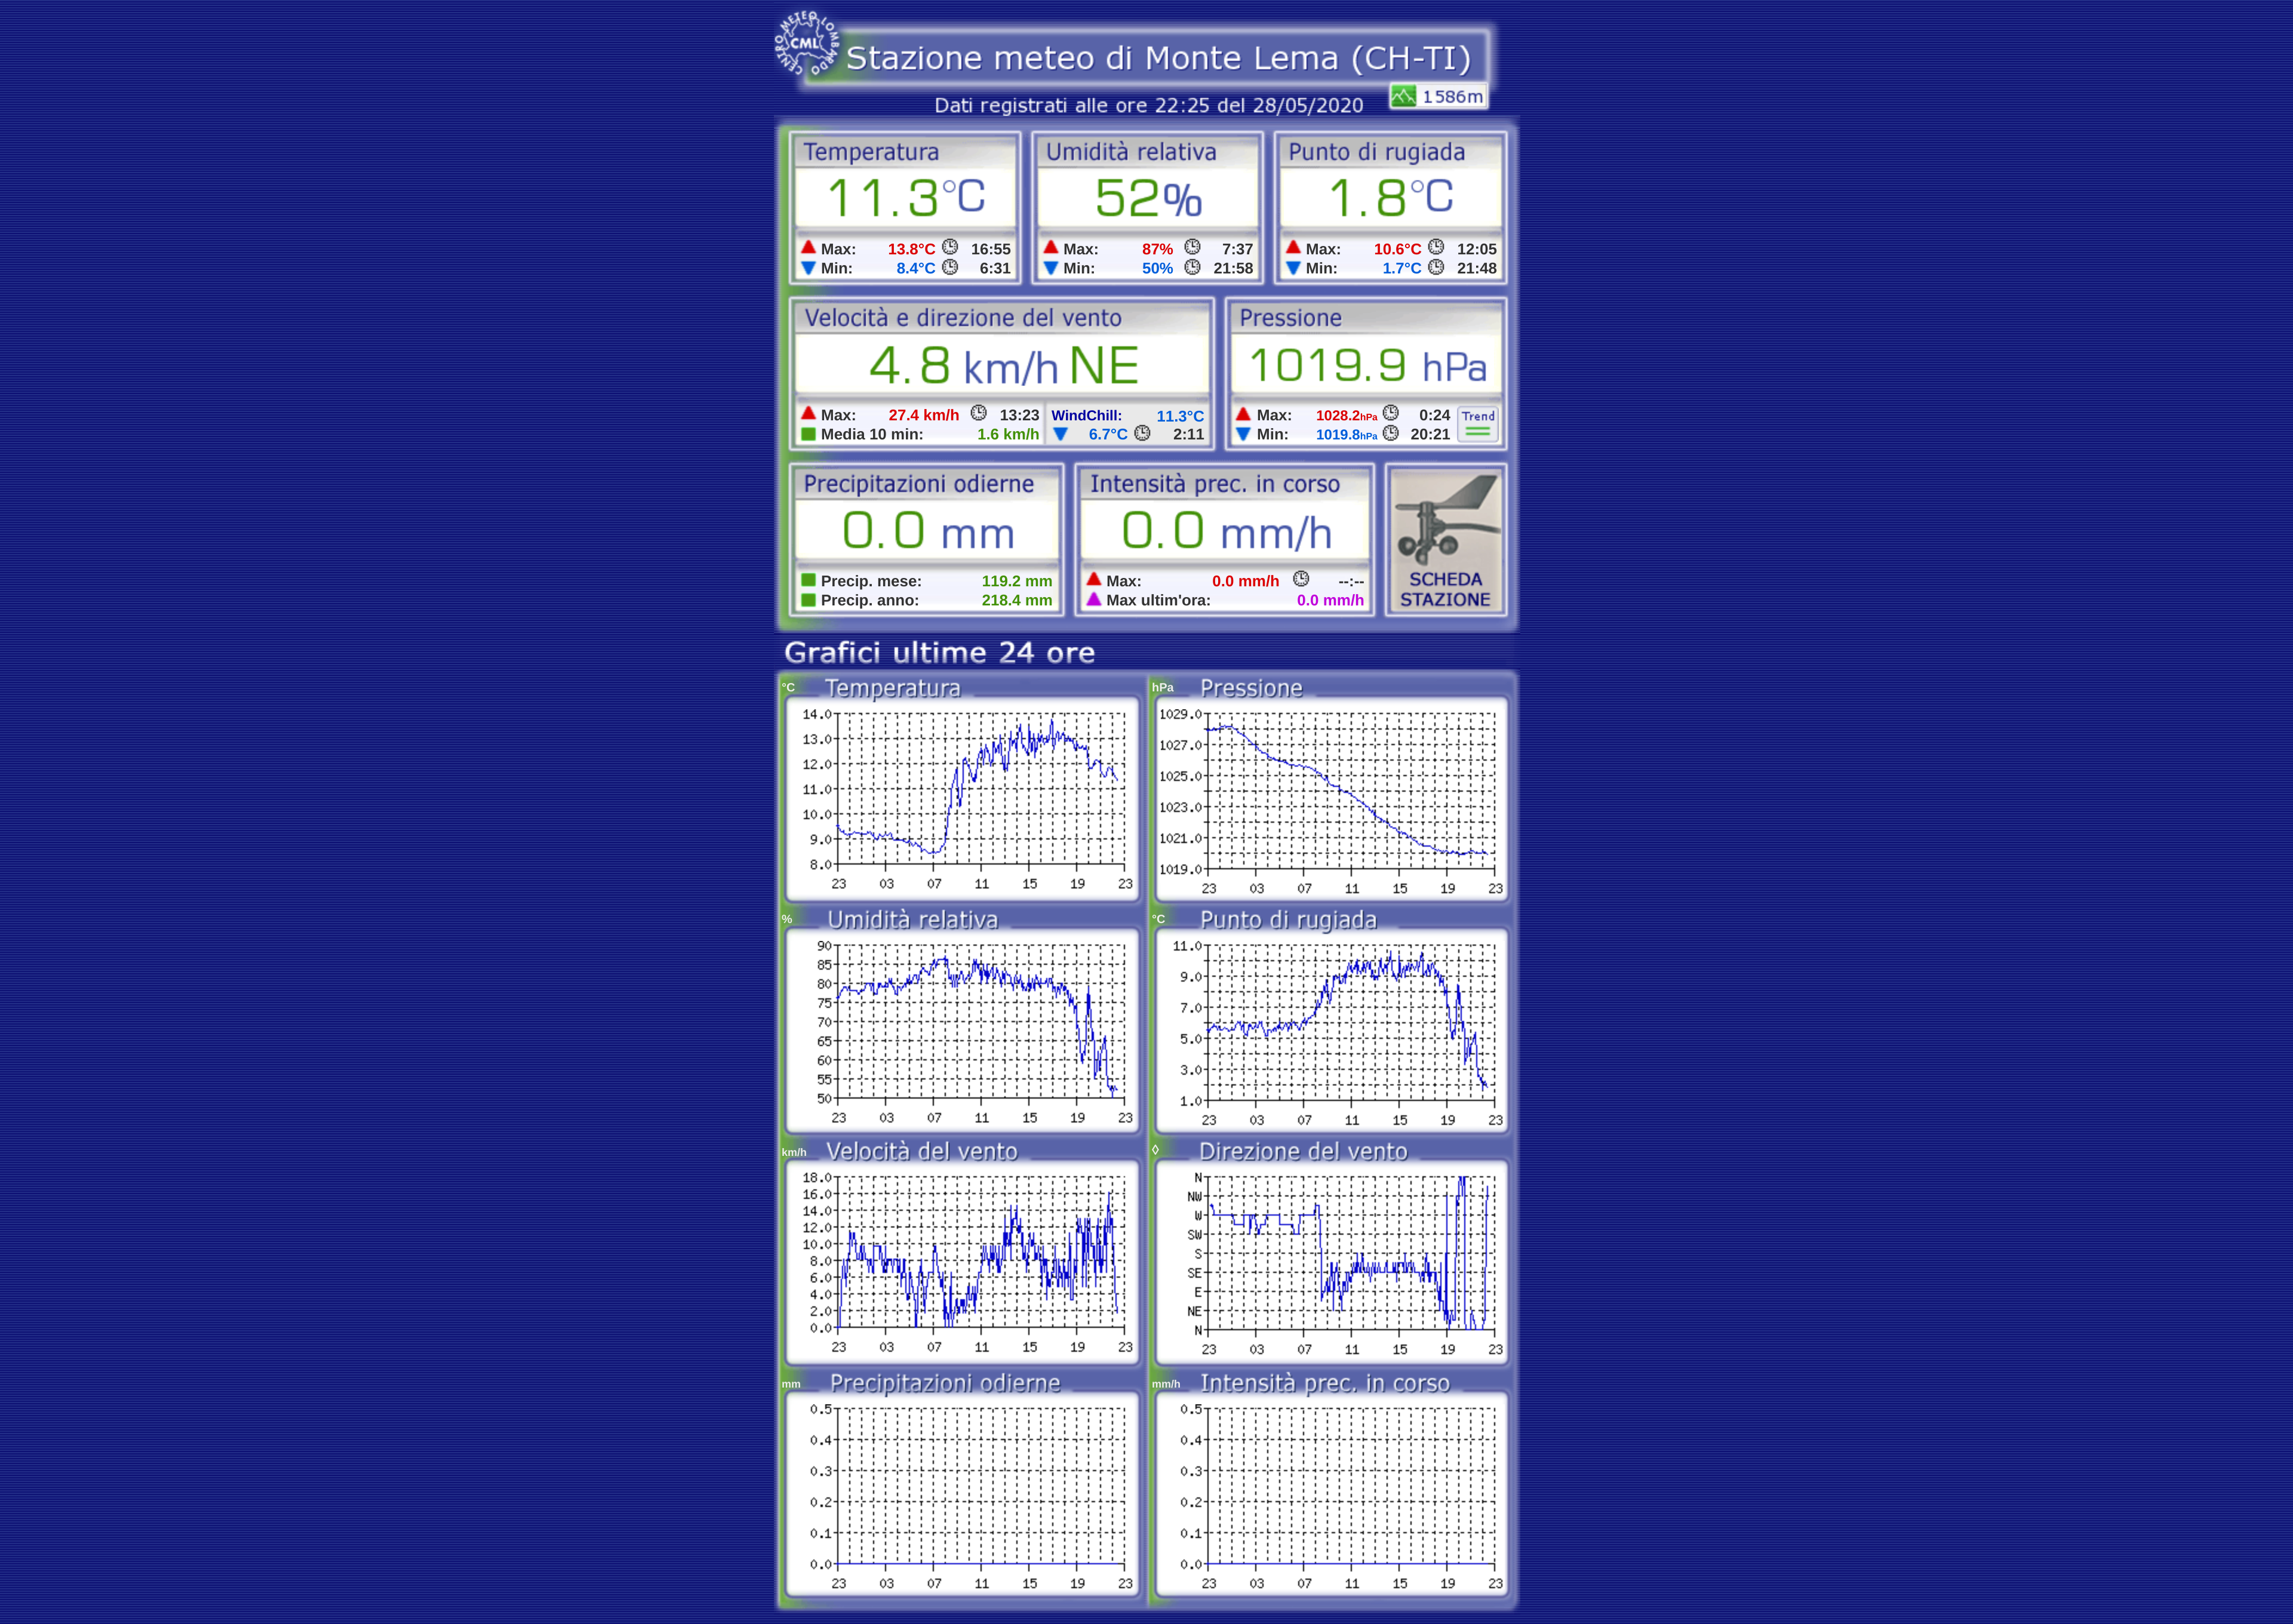 CENTRO METEO LOMBARDO
CML
Stazione meteo di Monte Lema (CH-TI)
1586m
Dati registrati alle ore 22:25 del 28/05/2020
Temperatura
11.3°C
Max: 13.8°C 16:55
Min: 8.4°C 6:31
Umidità relativa
52%
Max: 87% 7:37
Min: 50% 21:58
Punto di rugiada
1.8°C
Max: 10.6°C 12:05
Min: 1.7°C 21:48
Velocità e direzione del vento
4.8 km/h NE
Max: 27.4 km/h 13:23
Media 10 min: 1.6 km/h
WindChill: 11.3°C
6.7°C 2:11
Pressione
1019.9 hPa
Max: 1028.2hPa 0:24
Min: 1019.8hPa 20:21
Trend
Precipitazioni odierne
0.0 mm
Precip. mese: 119.2 mm
Precip. anno: 218.4 mm
Intensità prec. in corso
0.0 mm/h
Max: 0.0 mm/h --:--
Max ultim'ora: 0.0 mm/h
SCHEDA
STAZIONE
Grafici ultime 24 ore
°C Temperatura
14.0
13.0
12.0
11.0
10.0
9.0
8.0
23 03 07 11 15 19 23
hPa Pressione
1029.0
1027.0
1025.0
1023.0
1021.0
1019.0
23 03 07 11 15 19 23
% Umidità relativa
90
85
80
75
70
65
60
55
50
23 03 07 11 15 19 23
°C Punto di rugiada
11.0
9.0
7.0
5.0
3.0
1.0
23 03 07 11 15 19 23
km/h Velocità del vento
18.0
16.0
14.0
12.0
10.0
8.0
6.0
4.0
2.0
0.0
23 03 07 11 15 19 23
◊ Direzione del vento
N
NW
W
SW
S
SE
E
NE
N
23 03 07 11 15 19 23
mm Precipitazioni odierne
0.5
0.4
0.3
0.2
0.1
0.0
23 03 07 11 15 19 23
mm/h Intensità prec. in corso
0.5
0.4
0.3
0.2
0.1
0.0
23 03 07 11 15 19 23